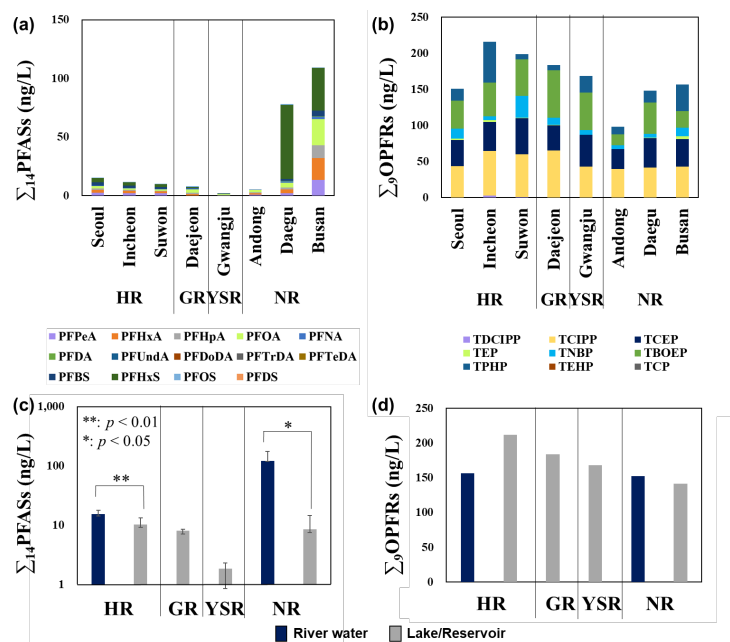 (a)
∑14PFASs (ng/L)
150
100
50
0
Seoul
Incheon
Suwon
Daejeon
Gwangju
Andong
Daegu
Busan
HR
GR
YSR
NR
PFPeA PFHxA PFHpA PFOA PFNA
PFDA PFUndA PFDoDA PFTrDA PFTeDA
PFBS PFHxS PFOS PFDS
(b)
∑9OPFRs (ng/L)
250
200
150
100
50
0
Seoul
Incheon
Suwon
Daejeon
Gwangju
Andong
Daegu
Busan
HR
GR
YSR
NR
TDCIPP TCIPP TCEP
TEP TNBP TBOEP
TPHP TEHP TCP
(c)
∑14PFASs (ng/L)
1,000
100
10
1
**: p < 0.01
*: p < 0.05
**
*
HR
GR
YSR
NR
(d)
∑9OPFRs (ng/L)
250
200
150
100
50
0
HR
GR
YSR
NR
River water Lake/Reservoir